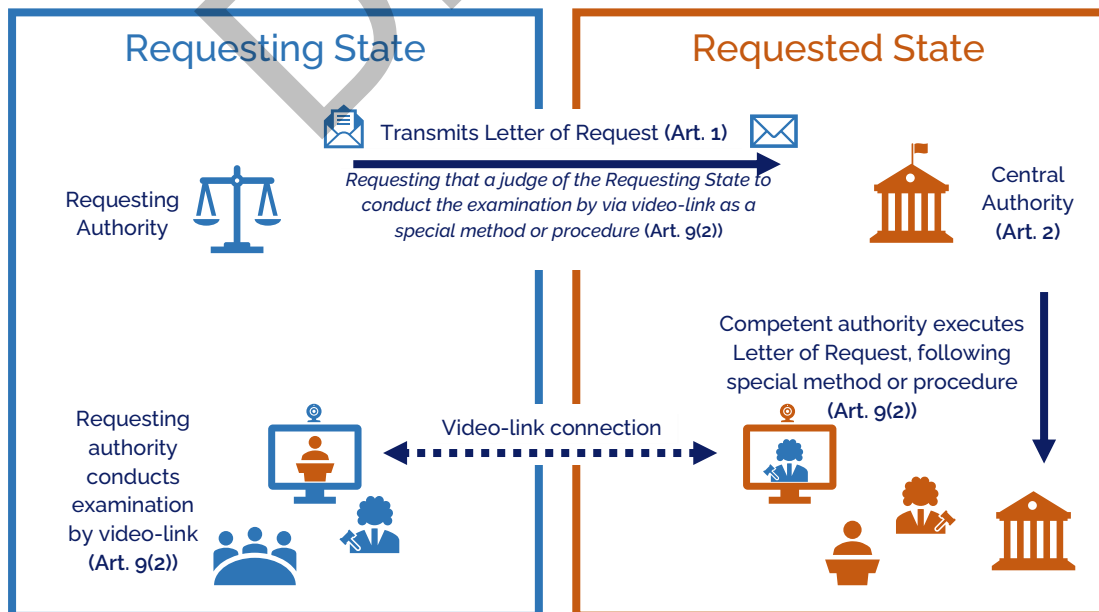 Requesting State
Requested State
Transmits Letter of Request (Art. 1)
Requesting that a judge of the Requesting State to
conduct the examination by via video-link as a
special method or procedure (Art. 9(2))
Requesting
Authority
Central
Authority
(Art. 2)
Competent authority executes
Letter of Request, following
special method or procedure
(Art. 9(2))
Requesting
authority
conducts
examination
by video-link
(Art. 9(2))
Video-link connection